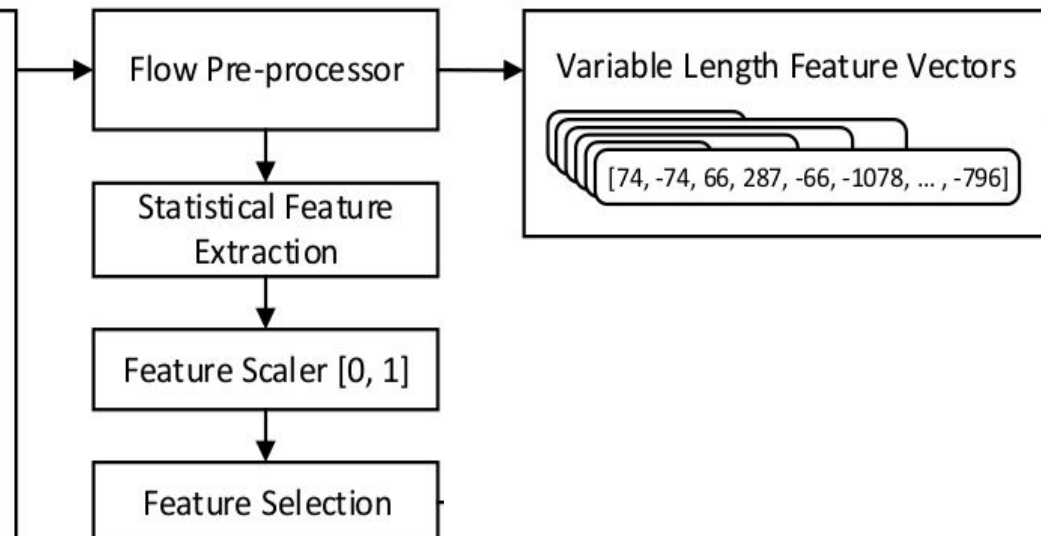 Flow Pre-processor
Variable Length Feature Vectors
[74, -74, 66, 287, -66, -1078, ... , -796]
Statistical Feature
Extraction
Feature Scaler [0, 1]
Feature Selection